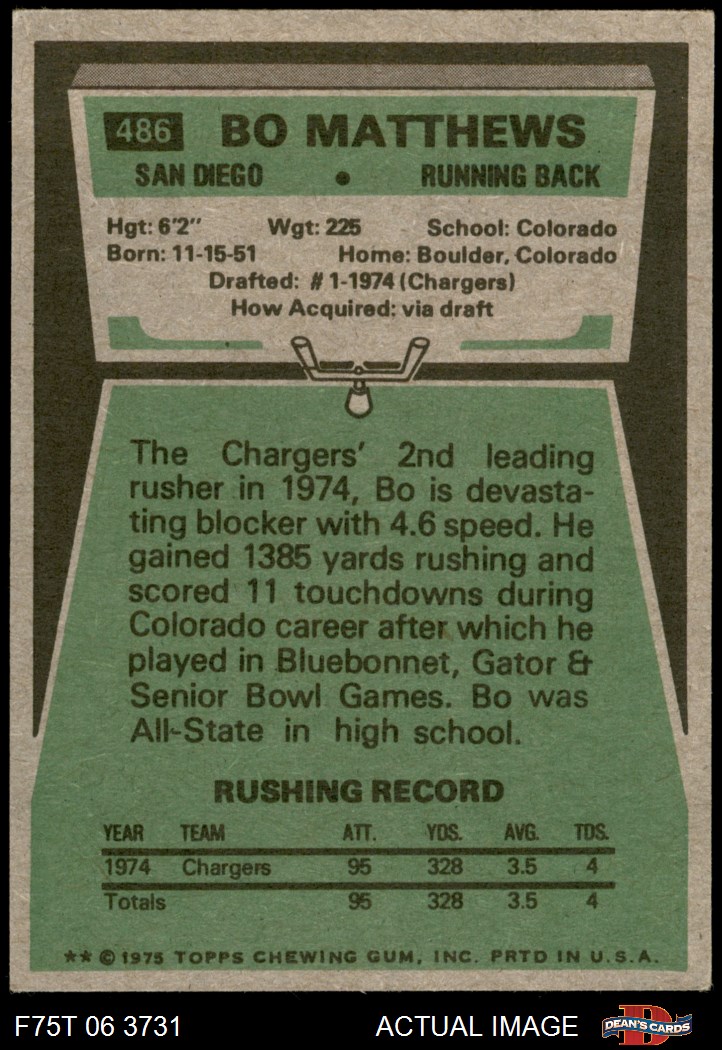 486 BO MATTHEWS
SAN DIEGO • RUNNING BACK
Hgt: 6'2" Wgt: 225 School: Colorado
Born: 11-15-51 Home: Boulder, Colorado
Drafted: #1-1974 (Chargers)
How Acquired: via draft
The Chargers' 2nd leading
rusher in 1974, Bo is devasta-
ting blocker with 4.6 speed. He
gained 1385 yards rushing and
scored 11 touchdowns during
Colorado career after which he
played in Bluebonnet, Gator &
Senior Bowl Games. Bo was
All-State in high school.
RUSHING RECORD
YEAR TEAM ATT. YDS. AVG. TDS.
1974 Chargers 95 328 3.5 4
Totals 95 328 3.5 4
** © 1975 TOPPS CHEWING GUM, INC. PRTD IN U.S.A.
F75T 06 3731 ACTUAL IMAGE D DEAN'S CARDS